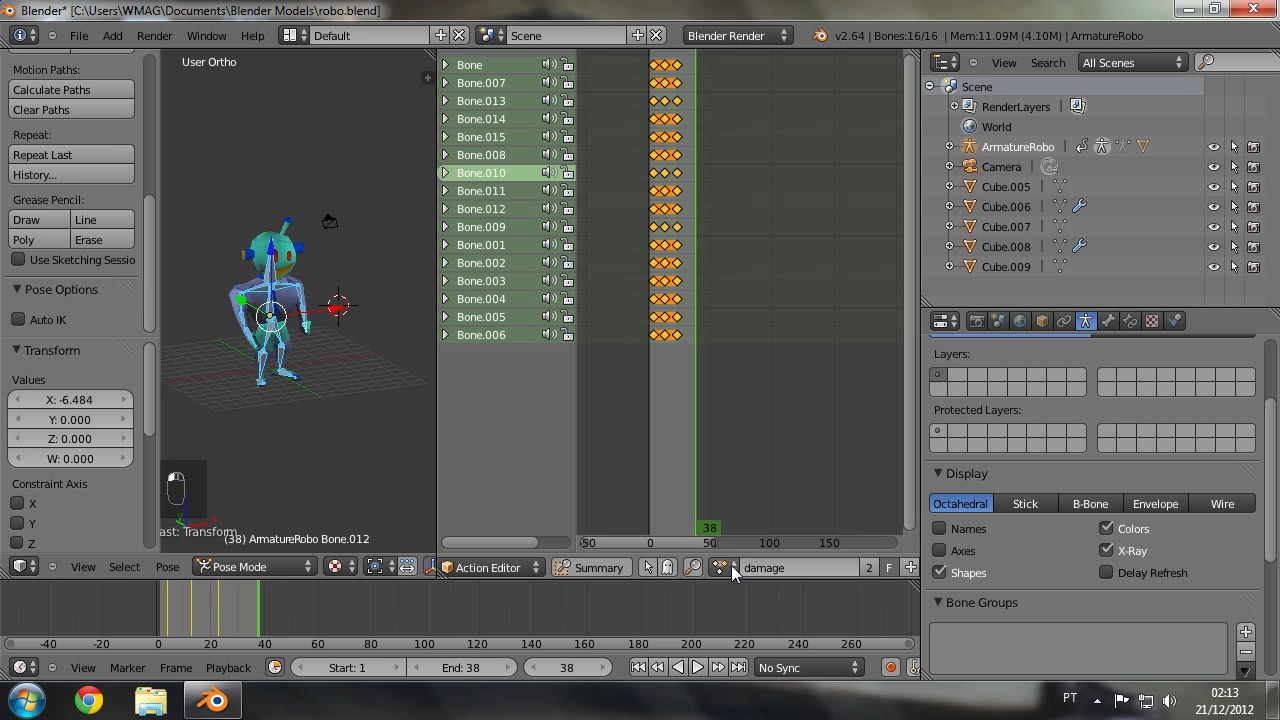 Blender* [C:\Users\WMAG\Documents\Blender Models\robo.blend]
File Add Render Window Help Default Scene Blender Render v2.64 | Bones:16/16 | Mem:11.09M (4.10M) | ArmatureRobo
Motion Paths:
Calculate Paths
Clear Paths
Repeat:
Repeat Last
History...
Grease Pencil:
Draw Line
Poly Erase
Use Sketching Sessio
Pose Options
Auto IK
Transform
Values
X: -6.484
Y: 0.000
Z: 0.000
W: 0.000
Constraint Axis
X
Y
Z
User Ortho
ast: Transform
(38) ArmatureRobo Bone.012
View Select Pose Pose Mode
Bone
Bone.007
Bone.013
Bone.014
Bone.015
Bone.008
Bone.010
Bone.011
Bone.012
Bone.009
Bone.001
Bone.002
Bone.003
Bone.004
Bone.005
Bone.006
38
-50 0 50 100 150
Action Editor Summary damage 2 F
View Search All Scenes
Scene
RenderLayers
World
ArmatureRobo
Camera
Cube.005
Cube.006
Cube.007
Cube.008
Cube.009
Layers:
Protected Layers:
Display
Octahedral Stick B-Bone Envelope Wire
Names Colors
Axes X-Ray
Shapes Delay Refresh
Bone Groups
-40 -20 0 20 40 60 80 100 120 140 160 180 200 220 240 260
View Marker Frame Playback Start: 1 End: 38 38 No Sync
PT 02:13
21/12/2012